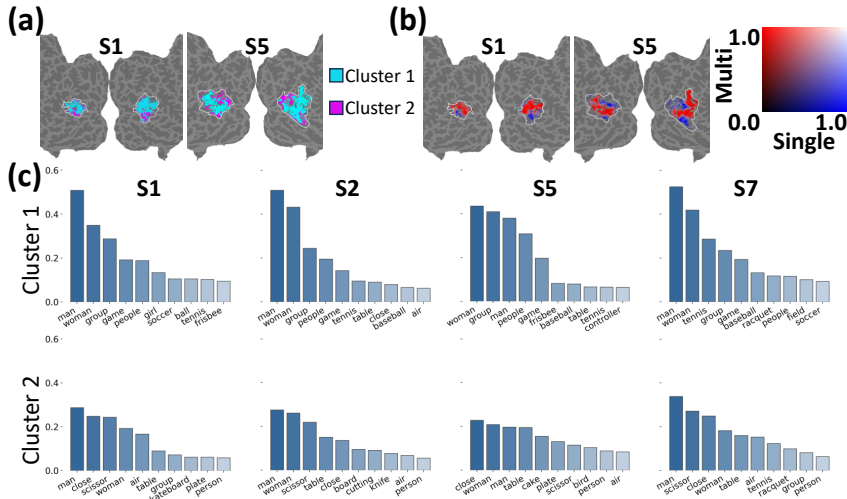 (a)
S1
S5
Cluster 1
Cluster 2
(b)
S1
S5
Multi
1.0
0.0
1.0
Single
(c)
S1
S2
S5
S7
Cluster 1
0.6
0.4
0.2
0.0
man woman group game people girl soccer ball tennis frisbee
man woman group people game tennis table close baseball air
woman group man people game frisbee baseball table tennis controller
man woman tennis group game baseball racquet people field soccer
Cluster 2
0.6
0.4
0.2
0.0
man close scissor woman air table group kateboard plate person
man woman scissor table close board cutting knife air person
close woman man table cake plate scissor bird air person
man scissor close woman table air tennis racquet group person